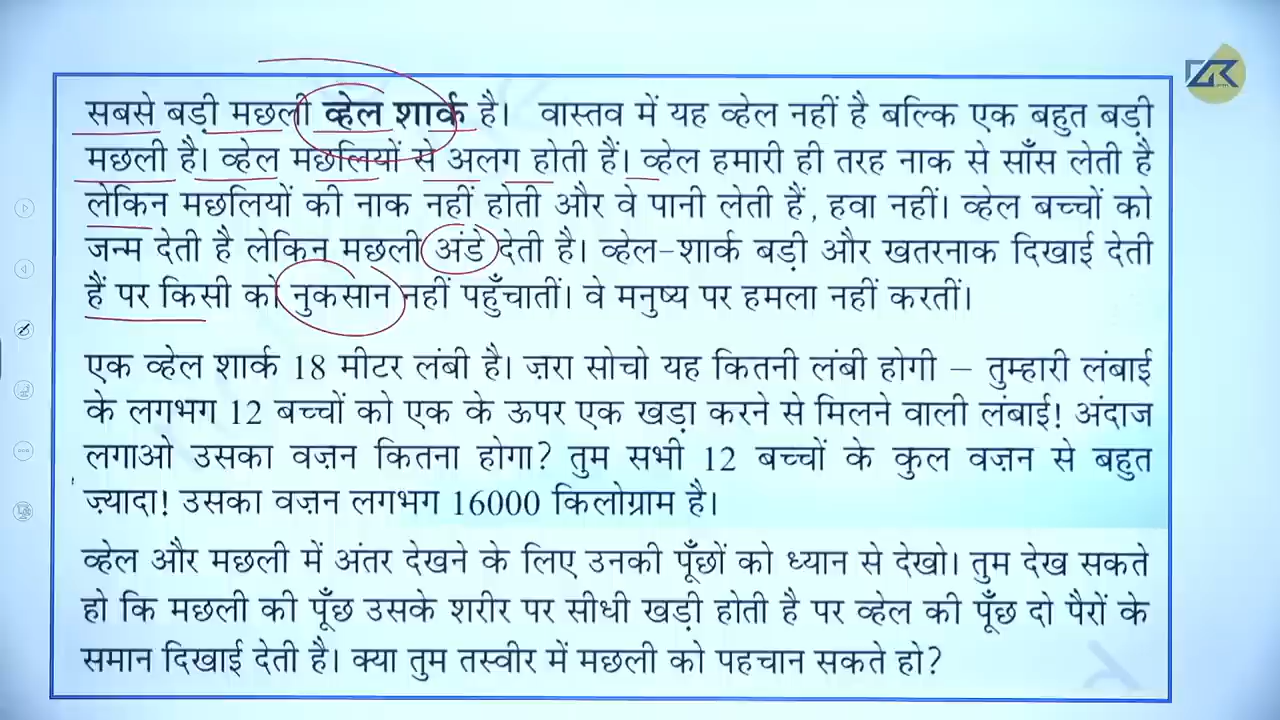 सबसे बड़ी मछली व्हेल शार्क है। वास्तव में यह व्हेल नहीं है बल्कि एक बहुत बड़ी
मछली है। व्हेल मछलियों से अलग होती हैं। व्हेल हमारी ही तरह नाक से साँस लेती है
लेकिन मछलियों की नाक नहीं होती और वे पानी लेती हैं, हवा नहीं। व्हेल बच्चों को
जन्म देती है लेकिन मछली अंडे देती है। व्हेल-शार्क बड़ी और खतरनाक दिखाई देती
हैं पर किसी को नुकसान नहीं पहुँचातीं। वे मनुष्य पर हमला नहीं करतीं।
एक व्हेल शार्क 18 मीटर लंबी है। ज़रा सोचो यह कितनी लंबी होगी – तुम्हारी लंबाई
के लगभग 12 बच्चों को एक के ऊपर एक खड़ा करने से मिलने वाली लंबाई! अंदाज
लगाओ उसका वज़न कितना होगा? तुम सभी 12 बच्चों के कुल वज़न से बहुत
ज़्यादा! उसका वज़न लगभग 16000 किलोग्राम है।
व्हेल और मछली में अंतर देखने के लिए उनकी पूँछों को ध्यान से देखो। तुम देख सकते
हो कि मछली की पूँछ उसके शरीर पर सीधी खड़ी होती है पर व्हेल की पूँछ दो पैरों के
समान दिखाई देती है। क्या तुम तस्वीर में मछली को पहचान सकते हो?